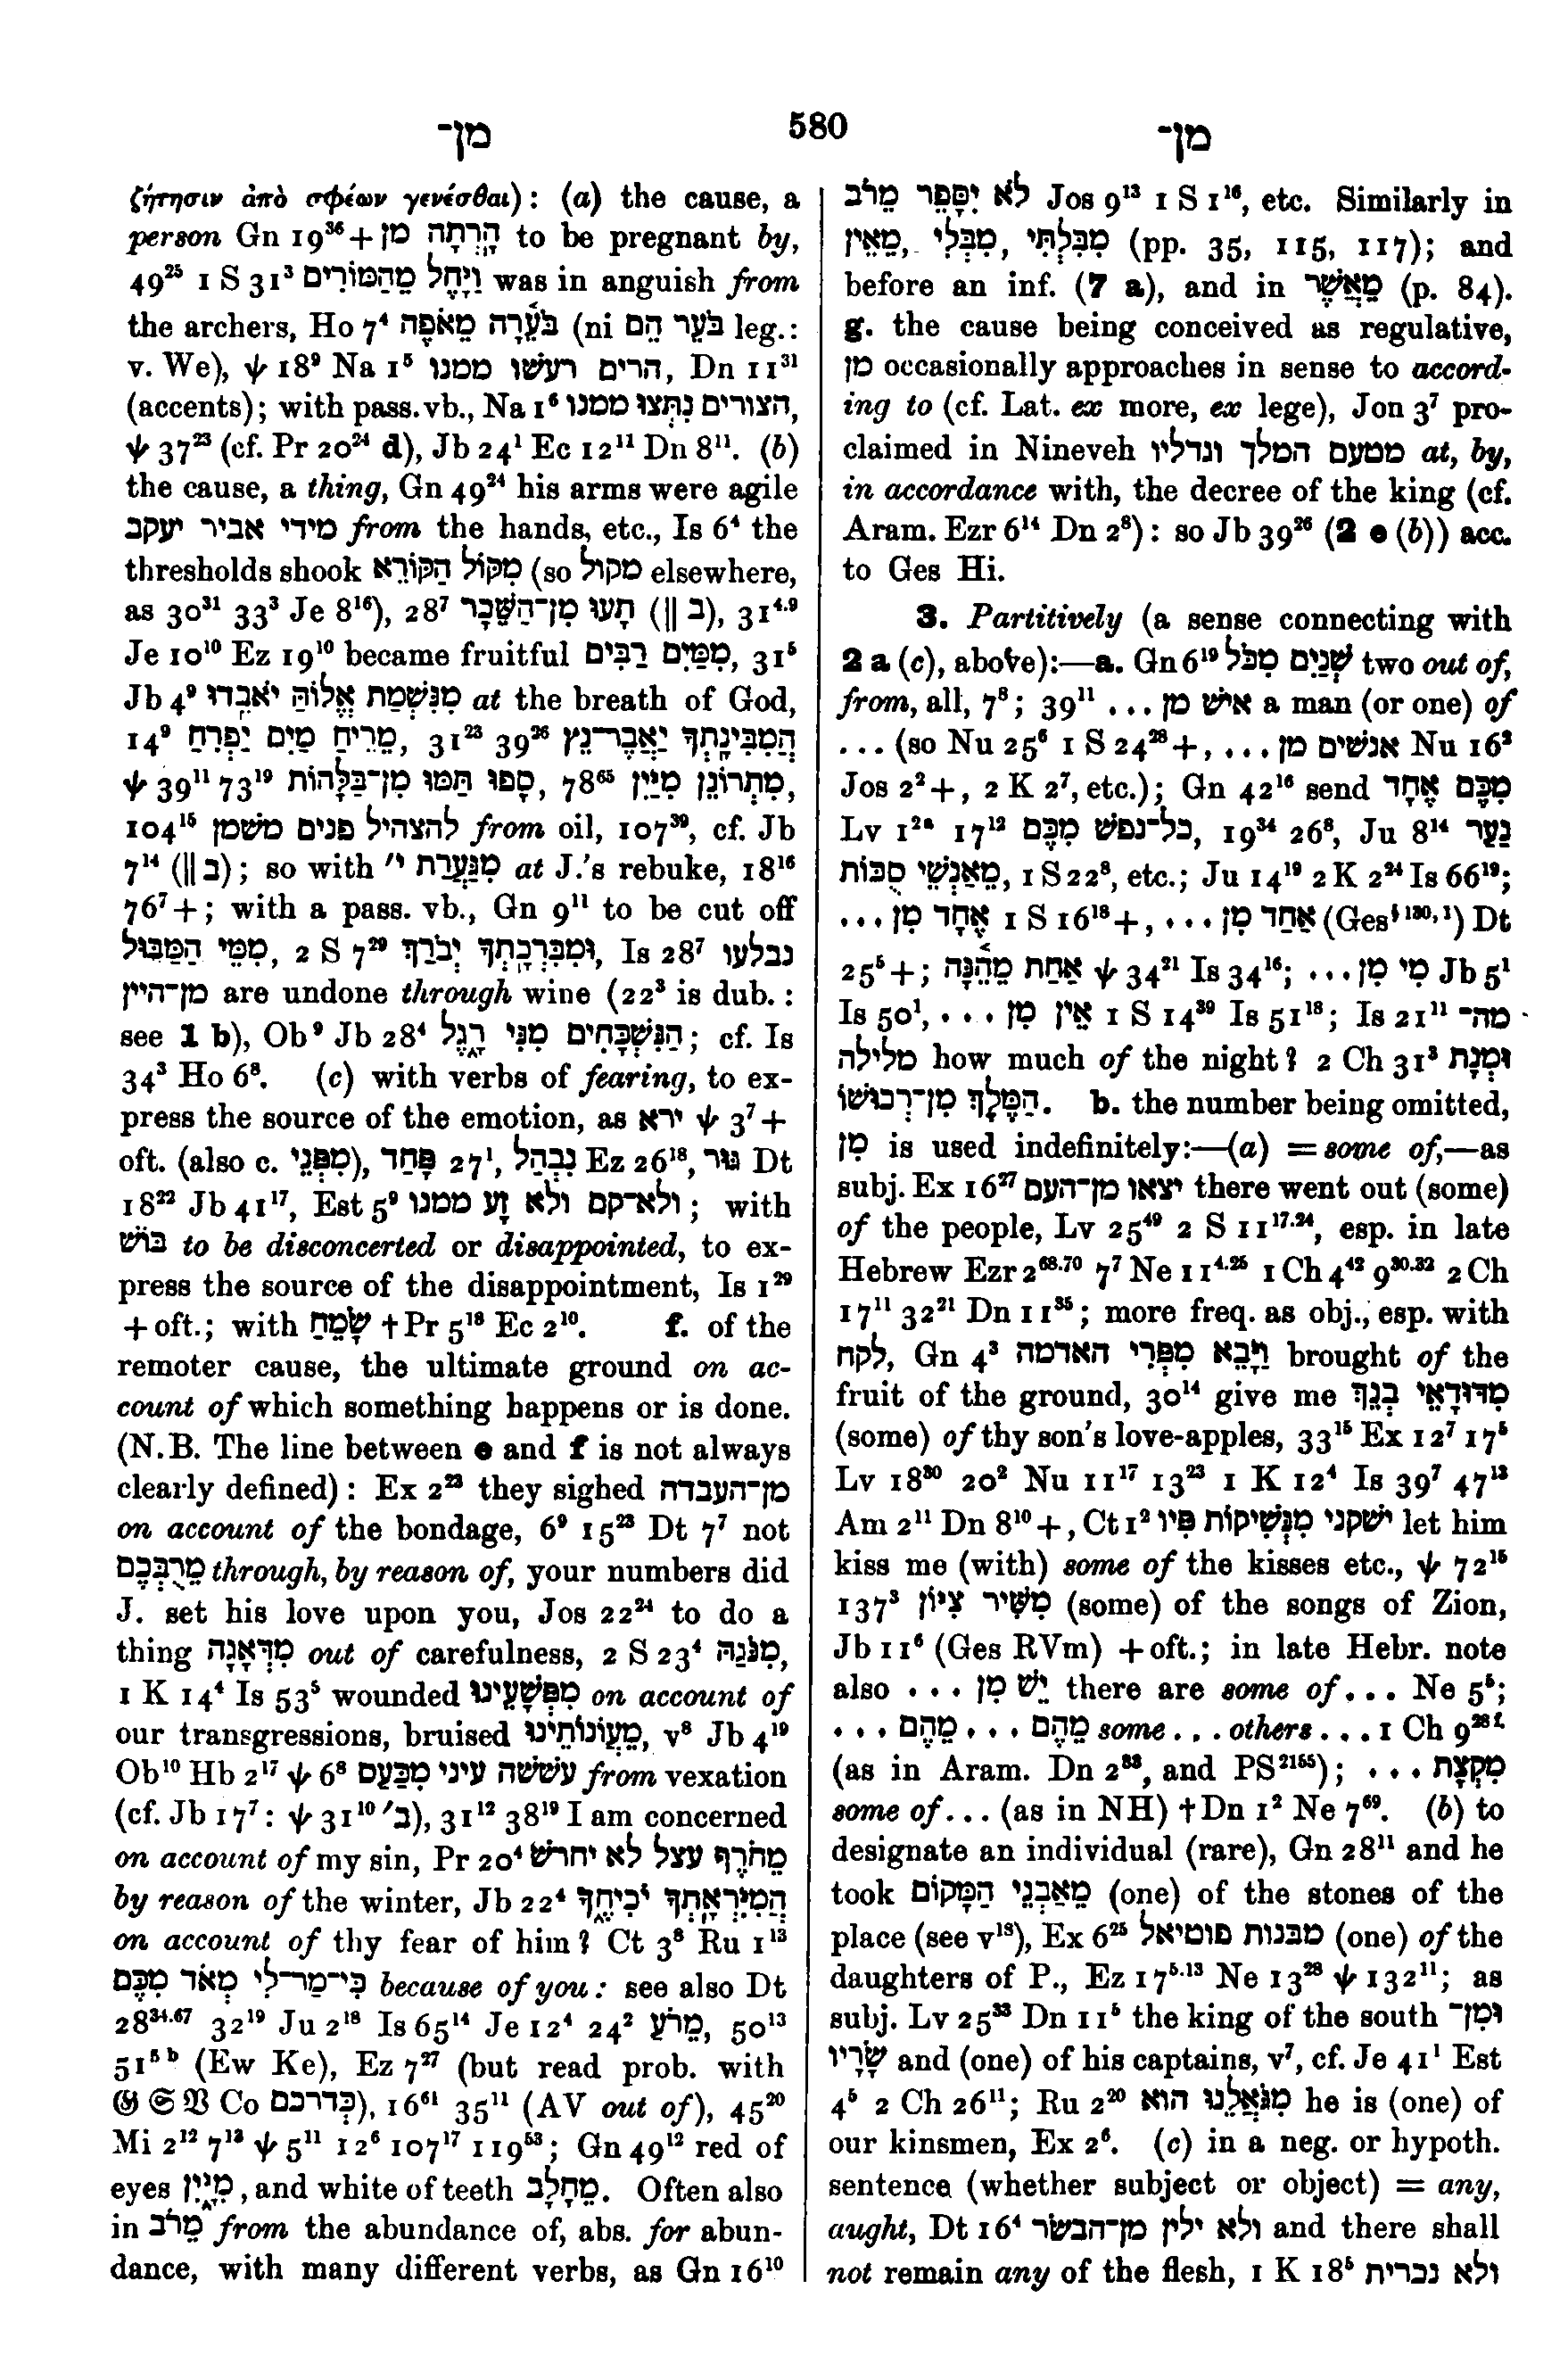 מן־ 580 מן־
ζήτησιν ἀπὸ σφέων γενέσθαι): (a) the cause, a
person Gn 19³⁶+ הָרְתָה מן to be pregnant by,
49²⁵ 1 S 31³ וַיָּחֶל מֵהַמּוֹרִים was in anguish from
the archers, Ho 7⁴ בֹּעֵרָה מֵאֹפֶה (ni בֹּעֵר הֵם leg.:
v. We), ψ 18⁹ Na 1⁵ הרים רעשׁו ממנו, Dn 11³¹
(accents); with pass. vb., Na 1⁶ הצורים נִתְּצוּ ממנו,
ψ 37²³ (cf. Pr 20²⁴ d), Jb 24¹ Ec 12¹¹ Dn 8¹¹. (b)
the cause, a thing, Gn 49²⁴ his arms were agile
מידי אביר יעקב from the hands, etc., Is 6⁴ the
thresholds shook מִקּוֹל הַקּוֹרֵא (so מקול elsewhere,
as 30³¹ 33³ Je 8¹⁶), 28⁷ תָּעוּ מִן־הַשֵּׁכָר (‖ ב), 31⁴·⁹
Je 10¹⁰ Ez 19¹⁰ became fruitful מִמַּיִם רַבִּים, 31⁵
Jb 4⁹ מִנִּשְׁמַת אֱלוֹהַּ יֹאבֵדוּ at the breath of God,
14⁹ מֵרֵיחַ מַיִם יַפְרִחַ, 31²³ 39²⁶ הֲמִבִּינָתְךָ יַאֲבֶר־נֵץ
ψ 39¹¹ 73¹⁹ סָפוּ תַמּוּ מִן־בַּלָּהוֹת, 78⁶⁵ מִתְרוֹנֵן מִיָּיִן,
104¹⁵ להצהיל פנים משׁמן from oil, 107³⁹, cf. Jb
7¹⁴ (‖ ב); so with מִגַּעֲרַת י״ at J.'s rebuke, 18¹⁶
76⁷+; with a pass. vb., Gn 9¹¹ to be cut off
מִמֵּי הַמַּבּוּל, 2 S 7²⁹ וּמִבִּרְכָתְךָ יְבֹרַךְ, Is 28⁷ נבלעו
מן־היין are undone through wine (22³ is dub.:
see 1 b), Ob⁹ Jb 28⁴ הַנִּשְׁכָּחִים מִנִּי רָגֶל; cf. Is
34³ Ho 6⁸. (c) with verbs of fearing, to ex-
press the source of the emotion, as ירא ψ 3⁷+
oft. (also c. מִפְּנֵי), פָּחַד 27¹, נִבְהַל Ez 26¹⁸, גּוּר Dt
18²² Jb 41¹⁷, Est 5⁹ ולא־קם ולא זָע ממנו; with
בּוֹשׁ to be disconcerted or disappointed, to ex-
press the source of the disappointment, Is 1²⁹
+oft.; with שָׂמֵחַ †Pr 5¹⁸ Ec 2¹⁰. f. of the
remoter cause, the ultimate ground on ac-
count of which something happens or is done.
(N.B. The line between e and f is not always
clearly defined): Ex 2²³ they sighed מן־העבדה
on account of the bondage, 6⁹ 15²³ Dt 7⁷ not
מֵרֻבְּכֶם through, by reason of, your numbers did
J. set his love upon you, Jos 22²⁴ to do a
thing מִדְּאָגָה out of carefulness, 2 S 23⁴ מִנֹּגַהּ,
1 K 14⁴ Is 53⁵ wounded מִפְּשָׁעֵינוּ on account of
our transgressions, bruised מֵעֲוֹנוֹתֵינוּ, v⁸ Jb 4¹⁹
Ob¹⁰ Hb 2¹⁷ ψ 6⁸ עשׁשׁה מִכַּעַם עיני from vexation
(cf. Jb 17⁷: ψ 31¹⁰ ב׳), 31¹² 38¹⁹ I am concerned
on account of my sin, Pr 20⁴ מֵחֹרֶף עצל לא יחרשׁ
by reason of the winter, Jb 22⁴ הֲמִיִּרְאָתְךָ יֹכִיחֶךָ
on account of thy fear of him? Ct 3⁸ Ru 1¹³
כִּי־מַר־לִי מְאֹד מִכֶּם because of you: see also Dt
28³⁴·⁶⁷ 32¹⁹ Ju 2¹⁸ Is 65¹⁴ Je 12⁴ 24² מֵרֹעַ, 50¹³
51⁵ᵇ (Ew Ke), Ez 7²⁷ (but read prob. with
𝔊 𝔖 𝔙 Co כְּדרככם), 16⁶¹ 35¹¹ (AV out of), 45²⁰
Mi 2¹² 7¹³ ψ 5¹¹ 12⁶ 107¹⁷ 119⁵³; Gn 49¹² red of
eyes מִיָּיִן, and white of teeth מֵחָלָב. Often also
in מֵרֹב from the abundance of, abs. for abun-
dance, with many different verbs, as Gn 16¹⁰
לֹא יִסָּפֵר מֵרֹב Jos 9¹³ 1 S 1¹⁶, etc. Similarly in
מִבִּלְתִּי, מִבְּלִי, מֵאֵין (pp. 35, 115, 117); and
before an inf. (7 a), and in מֵאֲשֶׁר (p. 84).
g. the cause being conceived as regulative,
מן occasionally approaches in sense to accord-
ing to (cf. Lat. ex more, ex lege), Jon 3⁷ pro-
claimed in Nineveh מטעם המלך וגדליו at, by,
in accordance with, the decree of the king (cf.
Aram. Ezr 6¹⁴ Dn 2⁸): so Jb 39²⁶ (2 e (b)) acc.
to Ges Hi.
3. Partitively (a sense connecting with
2 a (c), above):—a. Gn 6¹⁹ שְׁנַיִם מִכֹּל two out of,
from, all, 7⁸; 39¹¹ אישׁ מן ... a man (or one) of
... (so Nu 25⁶ 1 S 24²⁸+, אנשׁים מן ... Nu 16²
Jos 2²+, 2 K 2⁷, etc.); Gn 42¹⁶ send מִכֶּם אֶחָד
Lv 1²ᵃ 17¹² כל־נפשׁ מִכֶּם, 19³⁴ 26⁸, Ju 8¹⁴ נַעַר
מֵאַנְשֵׁי סֻכּוֹת, 1 S 22⁸, etc.; Ju 14¹⁹ 2 K 2²⁴ Is 66¹⁹;
אֶחָד מִן ... 1 S 16¹⁸+, אַחַד מִן ... (Ges§ ¹³⁰, ¹) Dt
25⁵+; אַחַת מֵהֵנָּה ψ 34²¹ Is 34¹⁶; מִי מִן ... Jb 5¹
Is 50¹, אֵין מִן ... 1 S 14³⁹ Is 51¹⁸; Is 21¹¹ מה־
מלילה how much of the night? 2 Ch 31³ וּמְנָת
הַמֶּלֶךְ מִן־רְכוּשׁוֹ. b. the number being omitted,
מִן is used indefinitely:—(a) =some of,—as
subj. Ex 16²⁷ יצאו מן־העם there went out (some)
of the people, Lv 25⁴⁹ 2 S 11¹⁷·²⁴, esp. in late
Hebrew Ezr 2⁶⁸·⁷⁰ 7⁷ Ne 11⁴·²⁵ 1 Ch 4⁴² 9³⁰·³² 2 Ch
17¹¹ 32²¹ Dn 11³⁵; more freq. as obj., esp. with
לקח, Gn 4³ וַיָּבֵא מִפְּרִי האדמה brought of the
fruit of the ground, 30¹⁴ give me מִדּוּדָאֵי בְּנֵךְ
(some) of thy son's love-apples, 33¹⁵ Ex 12⁷ 17⁵
Lv 18³⁰ 20² Nu 11¹⁷ 13²³ 1 K 12⁴ Is 39⁷ 47¹³
Am 2¹¹ Dn 8¹⁰+, Ct 1² ישׁקני מִנְּשִׁיקוֹת פִּיו let him
kiss me (with) some of the kisses etc., ψ 72¹⁵
137³ מִשִּׁיר צִיּוֹן (some) of the songs of Zion,
Jb 11⁶ (Ges RVm) +oft.; in late Hebr. note
also יֵשׁ מִן ... there are some of... Ne 5⁵;
מֵהֶם ... מֵהֶם ... some ... others ... 1 Ch 9²⁸ ᶠ·
(as in Aram. Dn 2³³, and PS²¹⁵⁵); מִקְצָת ...
some of... (as in NH) †Dn 1² Ne 7⁶⁹. (b) to
designate an individual (rare), Gn 28¹¹ and he
took מֵאַבְנֵי הַמָּקוֹם (one) of the stones of the
place (see v¹⁸), Ex 6²⁵ מבנות פוטיאל (one) of the
daughters of P., Ez 17⁵·¹³ Ne 13²⁸ ψ 132¹¹; as
subj. Lv 25³³ Dn 11⁵ the king of the south וּמִן־
שָׂרָיו and (one) of his captains, v⁷, cf. Je 41¹ Est
4⁵ 2 Ch 26¹¹; Ru 2²⁰ מִגֹּאֲלֵנוּ הוא he is (one) of
our kinsmen, Ex 2⁶. (c) in a neg. or hypoth.
sentence (whether subject or object) = any,
aught, Dt 16⁴ ולא ילין מן־הבשׂר and there shall
not remain any of the flesh, 1 K 18⁵ ולא נכרית